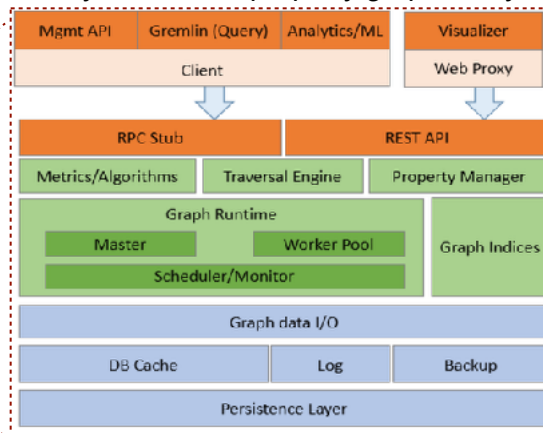 Mgmt API Gremlin (Query) Analytics/ML Visualizer
Client Web Proxy
RPC Stub REST API
Metrics/Algorithms Traversal Engine Property Manager
Graph Runtime
Master Worker Pool Graph Indices
Scheduler/Monitor
Graph data I/O
DB Cache Log Backup
Persistence Layer